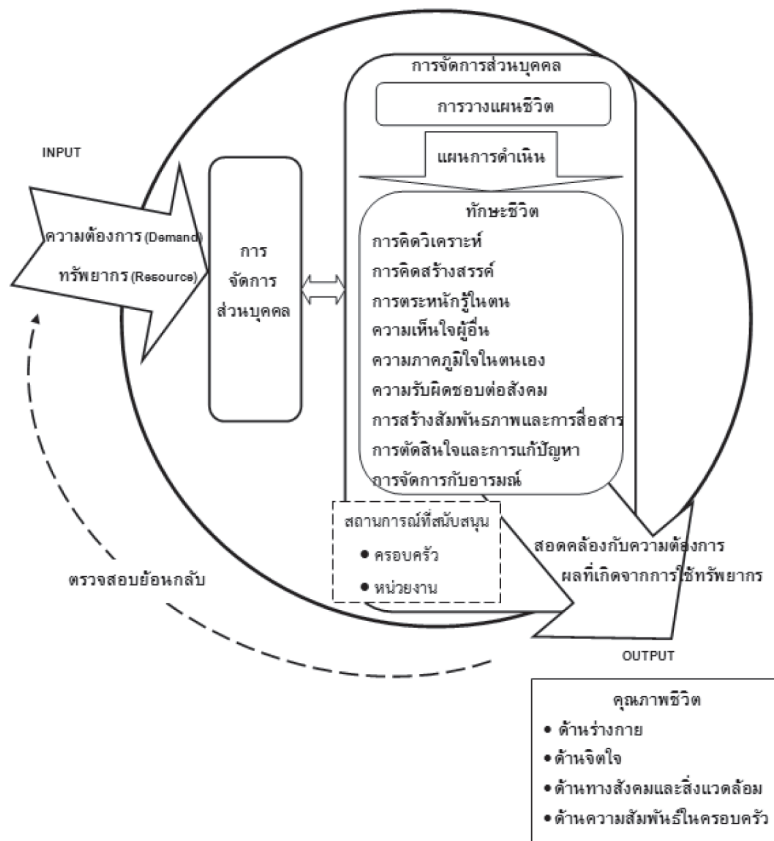 การจัดการส่วนบุคคล
การวางแผนชีวิต
แผนการดำเนิน
INPUT
ความต้องการ (Demand)
ทรัพยากร (Resource)
การ
จัดการ
ส่วนบุคคล
ทักษะชีวิต
การคิดวิเคราะห์
การคิดสร้างสรรค์
การตระหนักรู้ในตน
ความเห็นใจผู้อื่น
ความภาคภูมิใจในตนเอง
ความรับผิดชอบต่อสังคม
การสร้างสัมพันธภาพและการสื่อสาร
การตัดสินใจและการแก้ปัญหา
การจัดการกับอารมณ์
สถานการณ์ที่สนับสนุน
● ครอบครัว
● หน่วยงาน
สอดคล้องกับความต้องการ
ผลที่เกิดจากการใช้ทรัพยากร
ตรวจสอบย้อนกลับ
OUTPUT
คุณภาพชีวิต
● ด้านร่างกาย
● ด้านจิตใจ
● ด้านทางสังคมและสิ่งแวดล้อม
● ด้านความสัมพันธ์ในครอบครัว